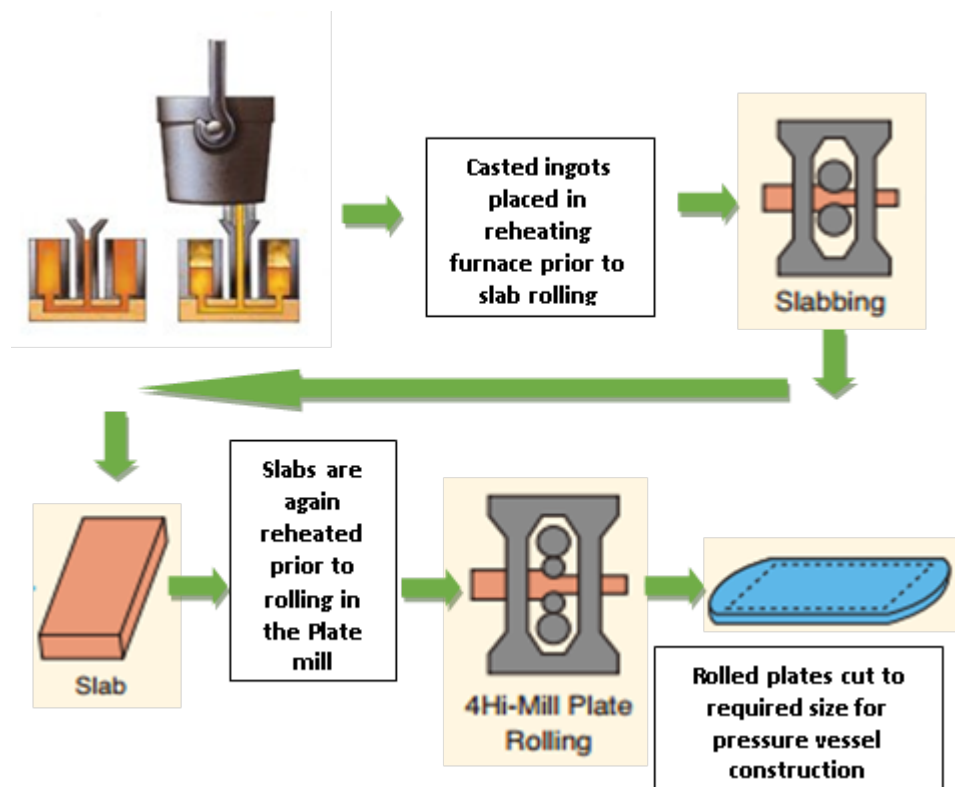 Casted ingots
placed in
reheating
furnace prior to
slab rolling
Slabbing
Slab
Slabs are
again
reheated
prior to
rolling in
the Plate
mill
4Hi-Mill Plate
Rolling
Rolled plates cut to
required size for
pressure vessel
construction